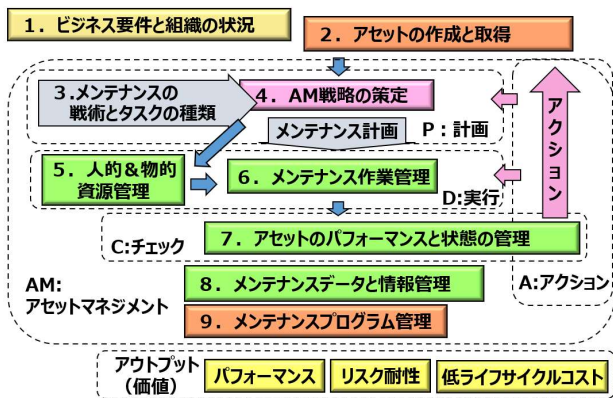 1．ビジネス要件と組織の状況
2．アセットの作成と取得
3.メンテナンスの
戦術とタスクの種類
4．AM戦略の策定
メンテナンス計画
P：計画
アクション
5．人的&物的
資源管理
6．メンテナンス作業管理
D:実行
7．アセットのパフォーマンスと状態の管理
C:チェック
8．メンテナンスデータと情報管理
A:アクション
AM:
アセットマネジメント
9．メンテナンスプログラム管理
アウトプット
（価値）
パフォーマンス
リスク耐性
低ライフサイクルコスト